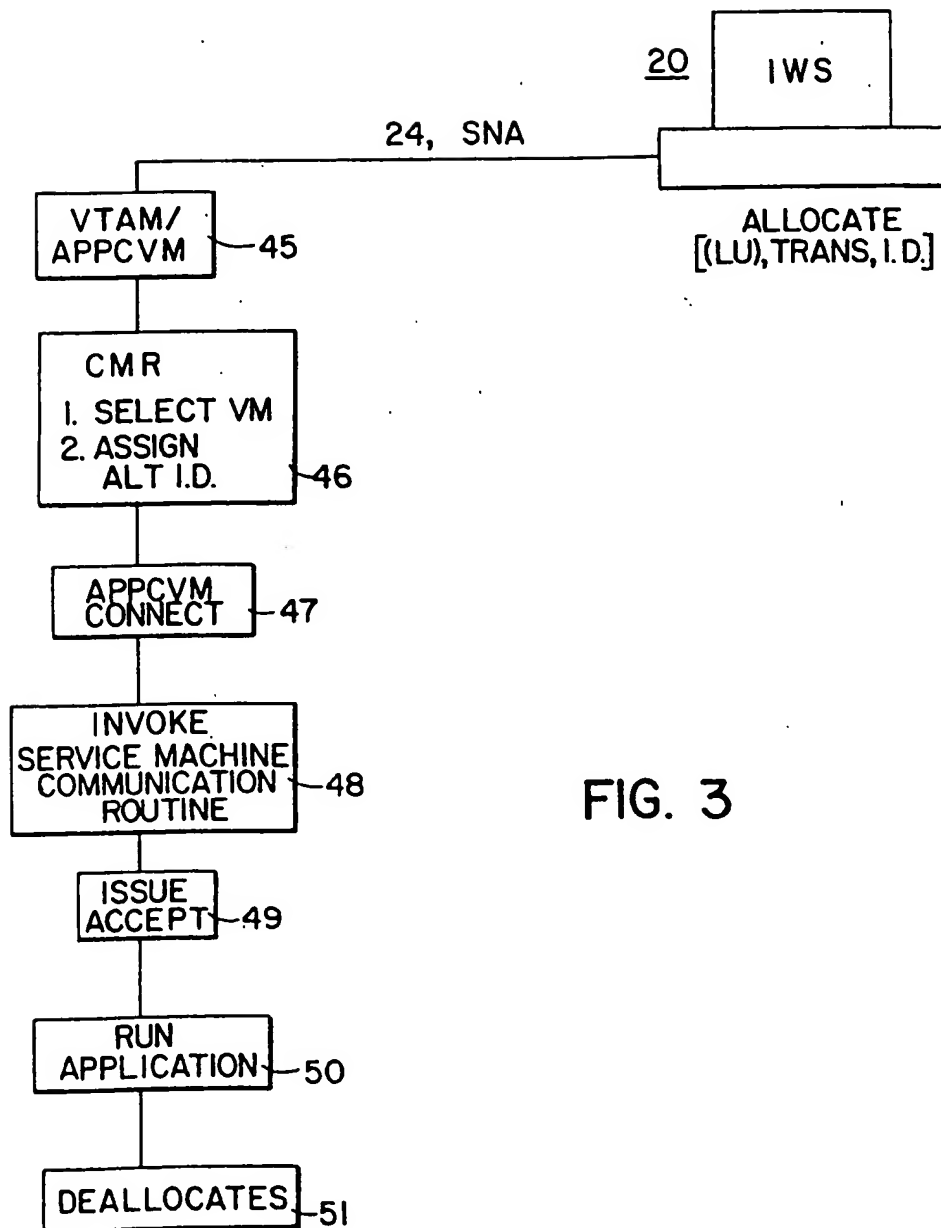 20
IWS
24, SNA
ALLOCATE
[(LU), TRANS, I.D.]
VTAM/
APPCVM
45
CMR
1. SELECT VM
2. ASSIGN
ALT I.D.
46
APPCVM
CONNECT
47
INVOKE
SERVICE MACHINE
COMMUNICATION
ROUTINE
48
FIG. 3
ISSUE
ACCEPT
49
RUN
APPLICATION
50
DEALLOCATES
51